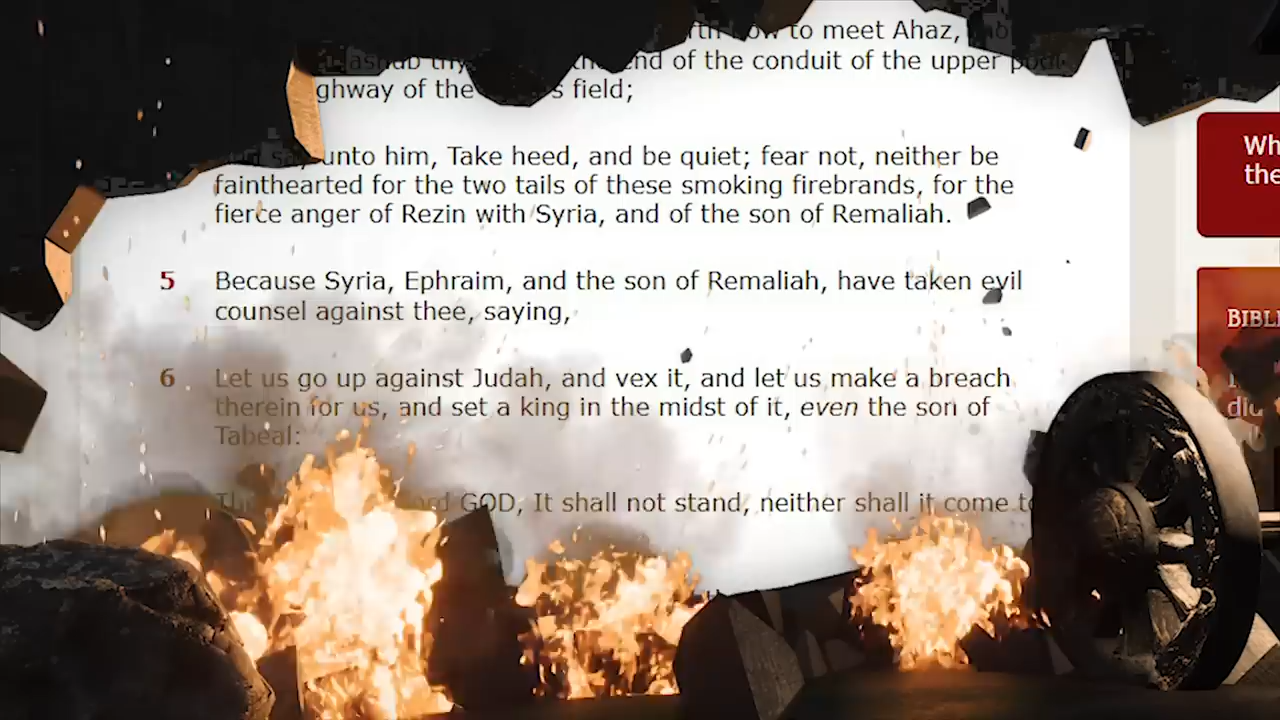 to meet Ahaz,
end of the conduit of the upper pool
ghway of the s field;
unto him, Take heed, and be quiet; fear not, neither be
fainthearted for the two tails of these smoking firebrands, for the
fierce anger of Rezin with Syria, and of the son of Remaliah.
5 Because Syria, Ephraim, and the son of Remaliah, have taken evil
counsel against thee, saying,
6 Let us go up against Judah, and vex it, and let us make a breach
therein for us, and set a king in the midst of it, even the son of
Tabeal:
GOD, It shall not stand, neither shall it come to
Wh
the
BIBL